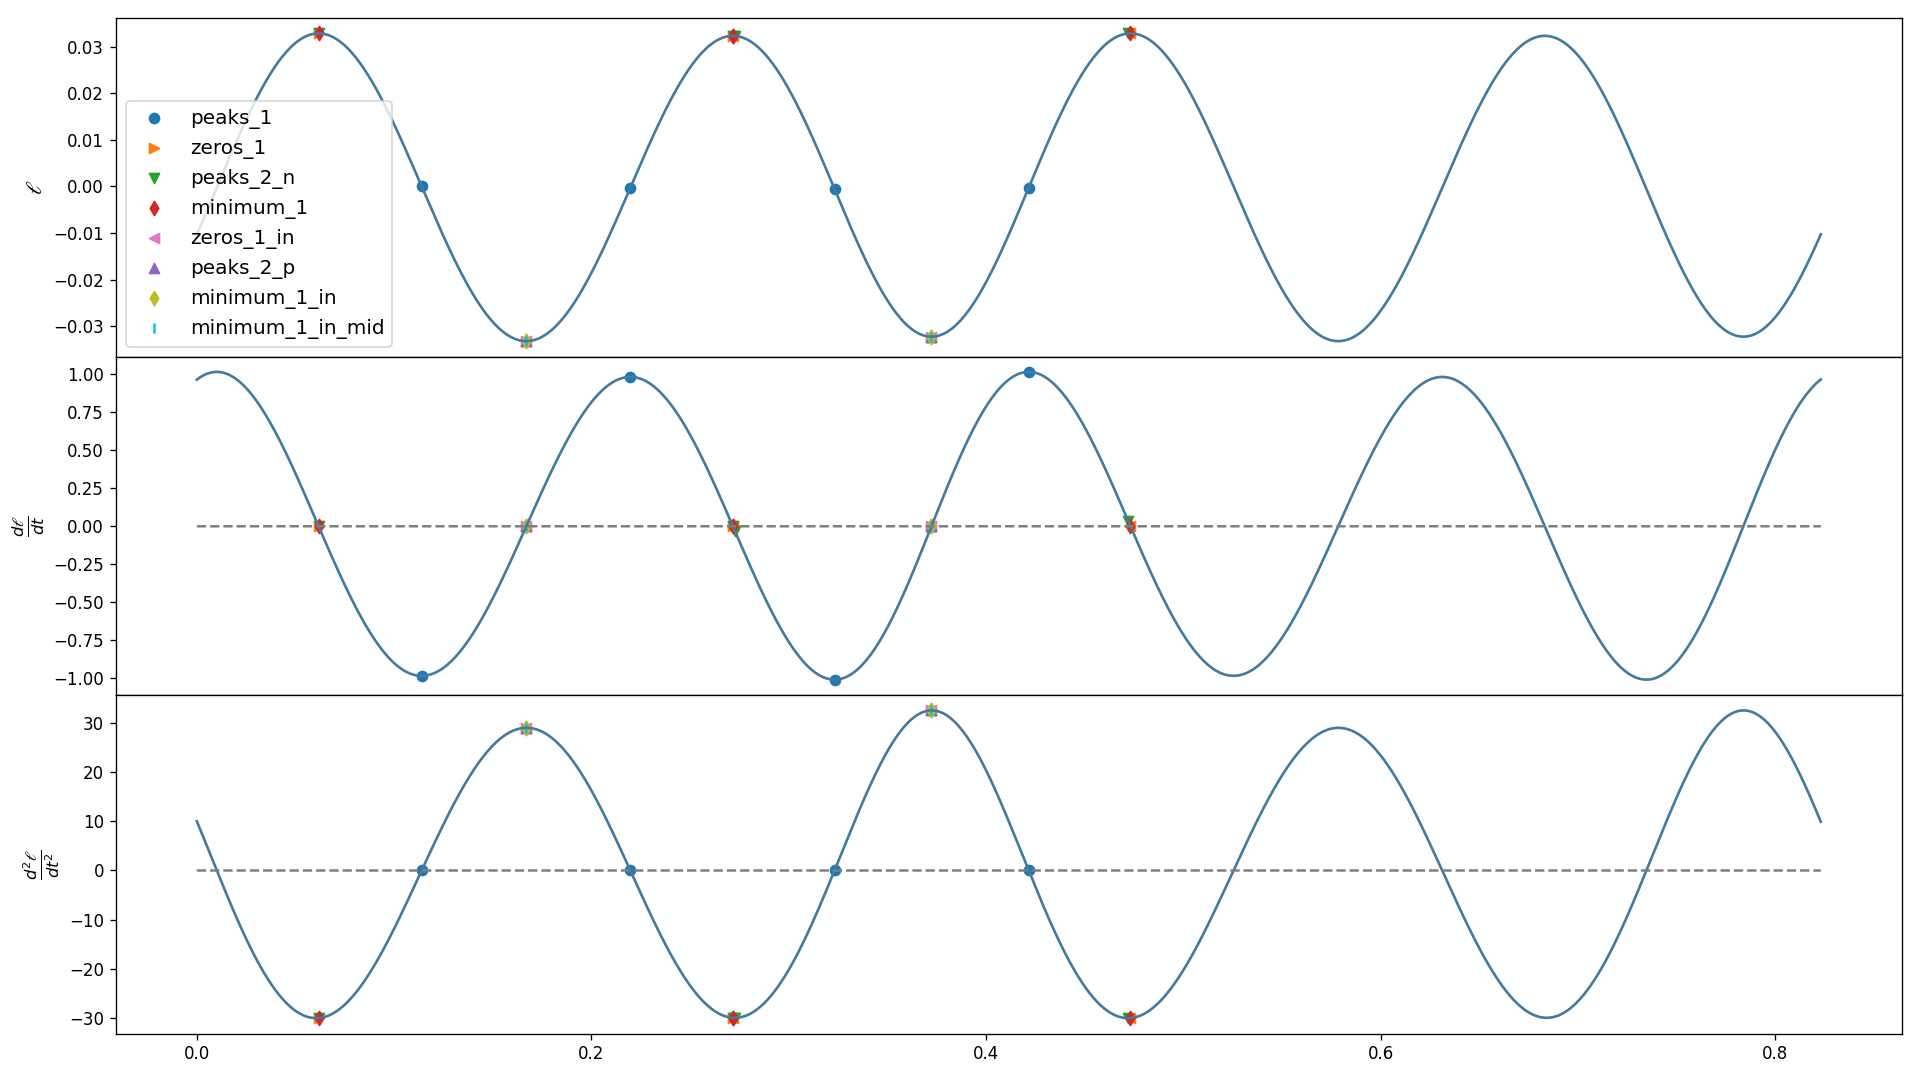 0.03
0.02
0.01
0.00
−0.01
−0.02
−0.03
ℓ
peaks_1
zeros_1
peaks_2_n
minimum_1
zeros_1_in
peaks_2_p
minimum_1_in
minimum_1_in_mid
1.00
0.75
0.50
0.25
0.00
−0.25
−0.50
−0.75
−1.00
dℓ
dt
30
20
10
0
−10
−20
−30
d²ℓ
dt²
0.0 0.2 0.4 0.6 0.8